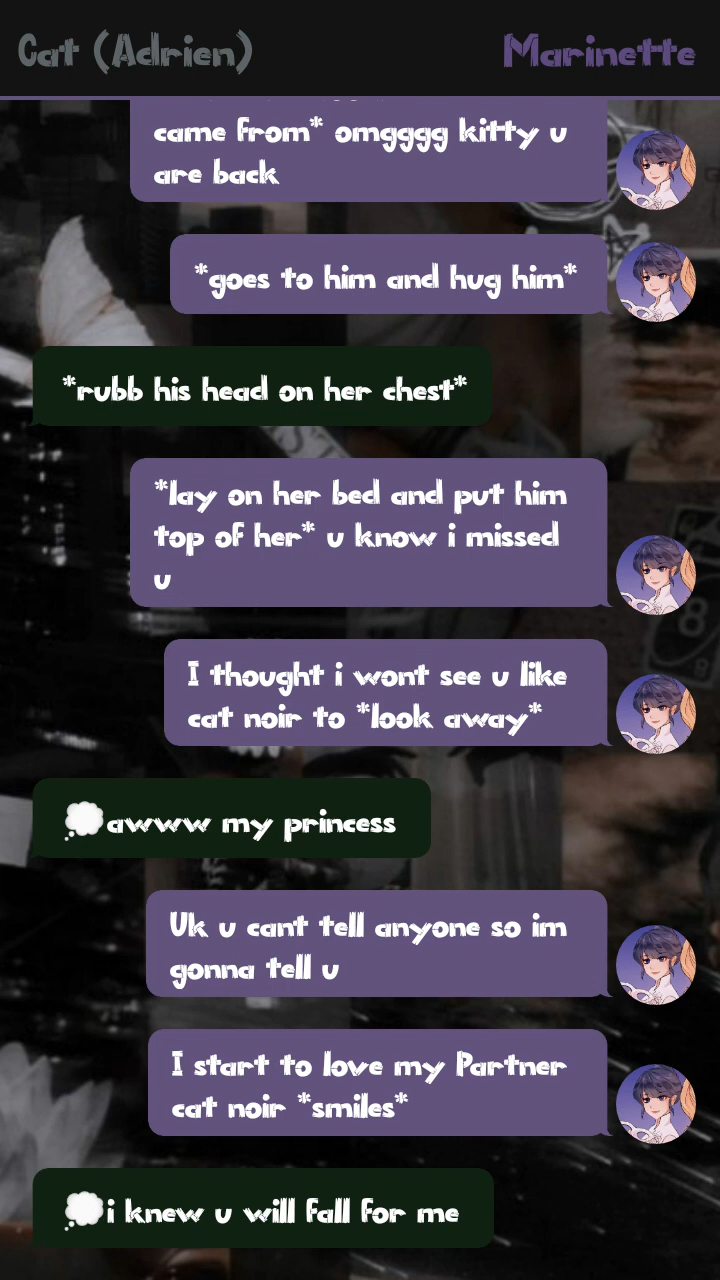 Cat (Adrien)
Marinette
came from* omgggg kitty u
are back
*goes to him and hug him*
*rubb his head on her chest*
*lay on her bed and put him
top of her* u know i missed
u
I thought i wont see u like
cat noir to *look away*
awww my princess
Uk u cant tell anyone so im
gonna tell u
I start to love my Partner
cat noir *smiles*
i knew u will fall for me
8